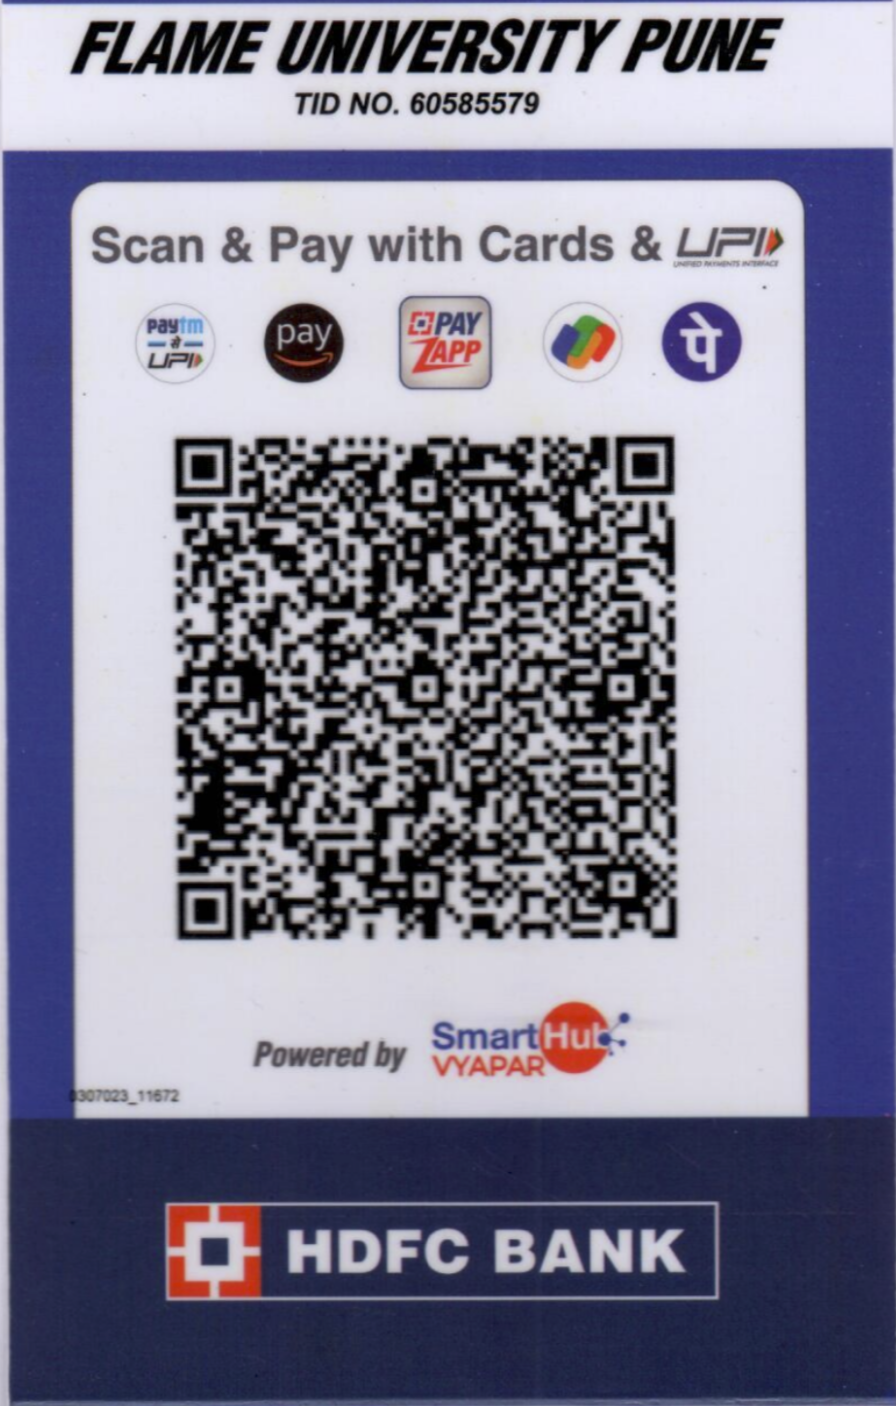 FLAME UNIVERSITY PUNE
TID NO. 60585579
Scan & Pay with Cards & UPI
UNIFIED PAYMENTS INTERFACE
paytm से UPI
pay
PAY ZAPP
पे
Powered by SmartHub VYAPAR
0307023_11672
HDFC BANK